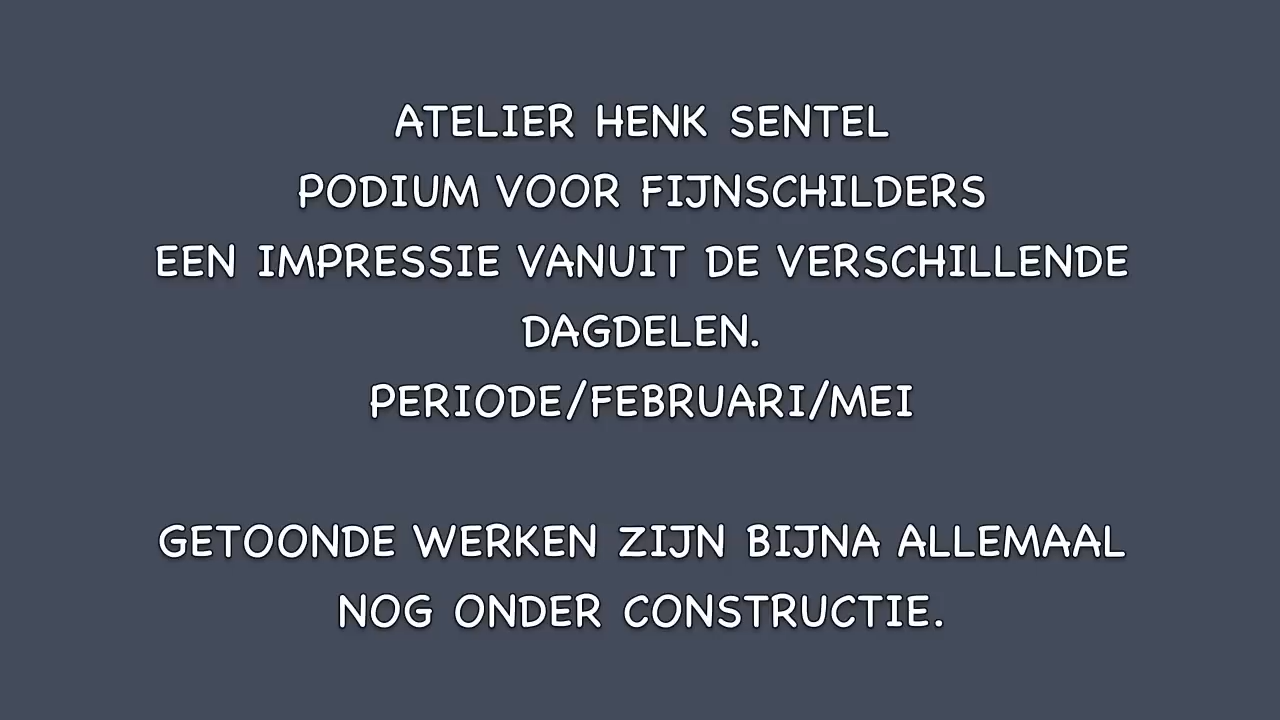 ATELIER HENK SENTEL
PODIUM VOOR FIJNSCHILDERS
EEN IMPRESSIE VANUIT DE VERSCHILLENDE
DAGDELEN.
PERIODE/FEBRUARI/MEI
GETOONDE WERKEN ZIJN BIJNA ALLEMAAL
NOG ONDER CONSTRUCTIE.